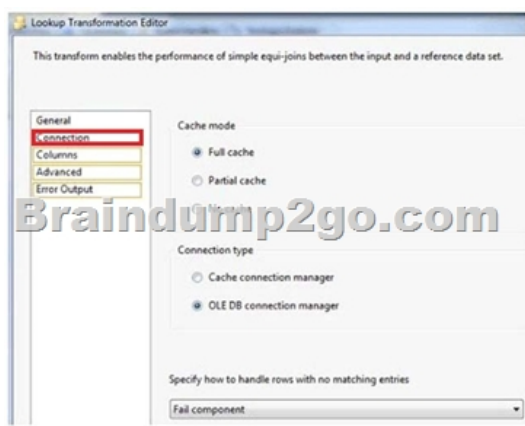 Lookup Transformation Editor
This transform enables the performance of simple equi-joins between the input and a reference data set.
General
Connection
Columns
Advanced
Error Output
Cache mode
Full cache
Partial cache
Braindump2go.com
Connection type
Cache connection manager
OLE DB connection manager
Specify how to handle rows with no matching entries
Fail component